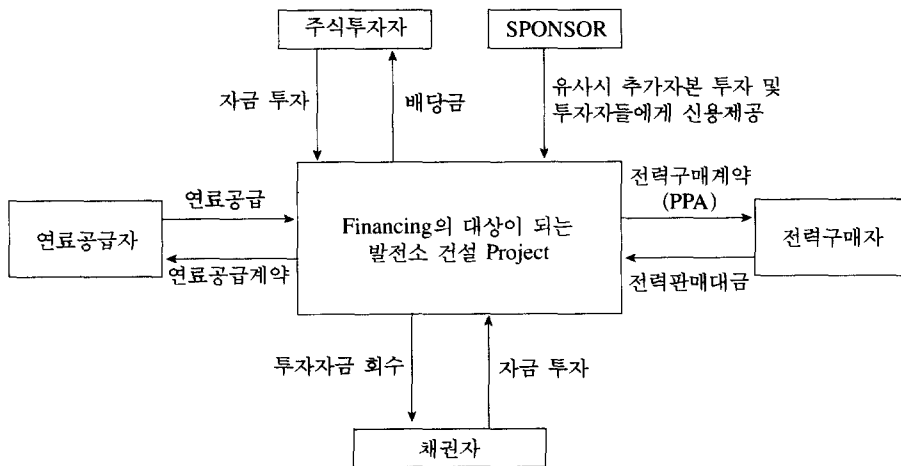 주식투자자
SPONSOR
자금 투자
배당금
유사시 추가자본 투자 및
투자자들에게 신용제공
연료공급자
연료공급
연료공급계약
Financing의 대상이 되는
발전소 건설 Project
전력구매계약
(PPA)
전력판매대금
전력구매자
투자자금 회수
자금 투자
채권자